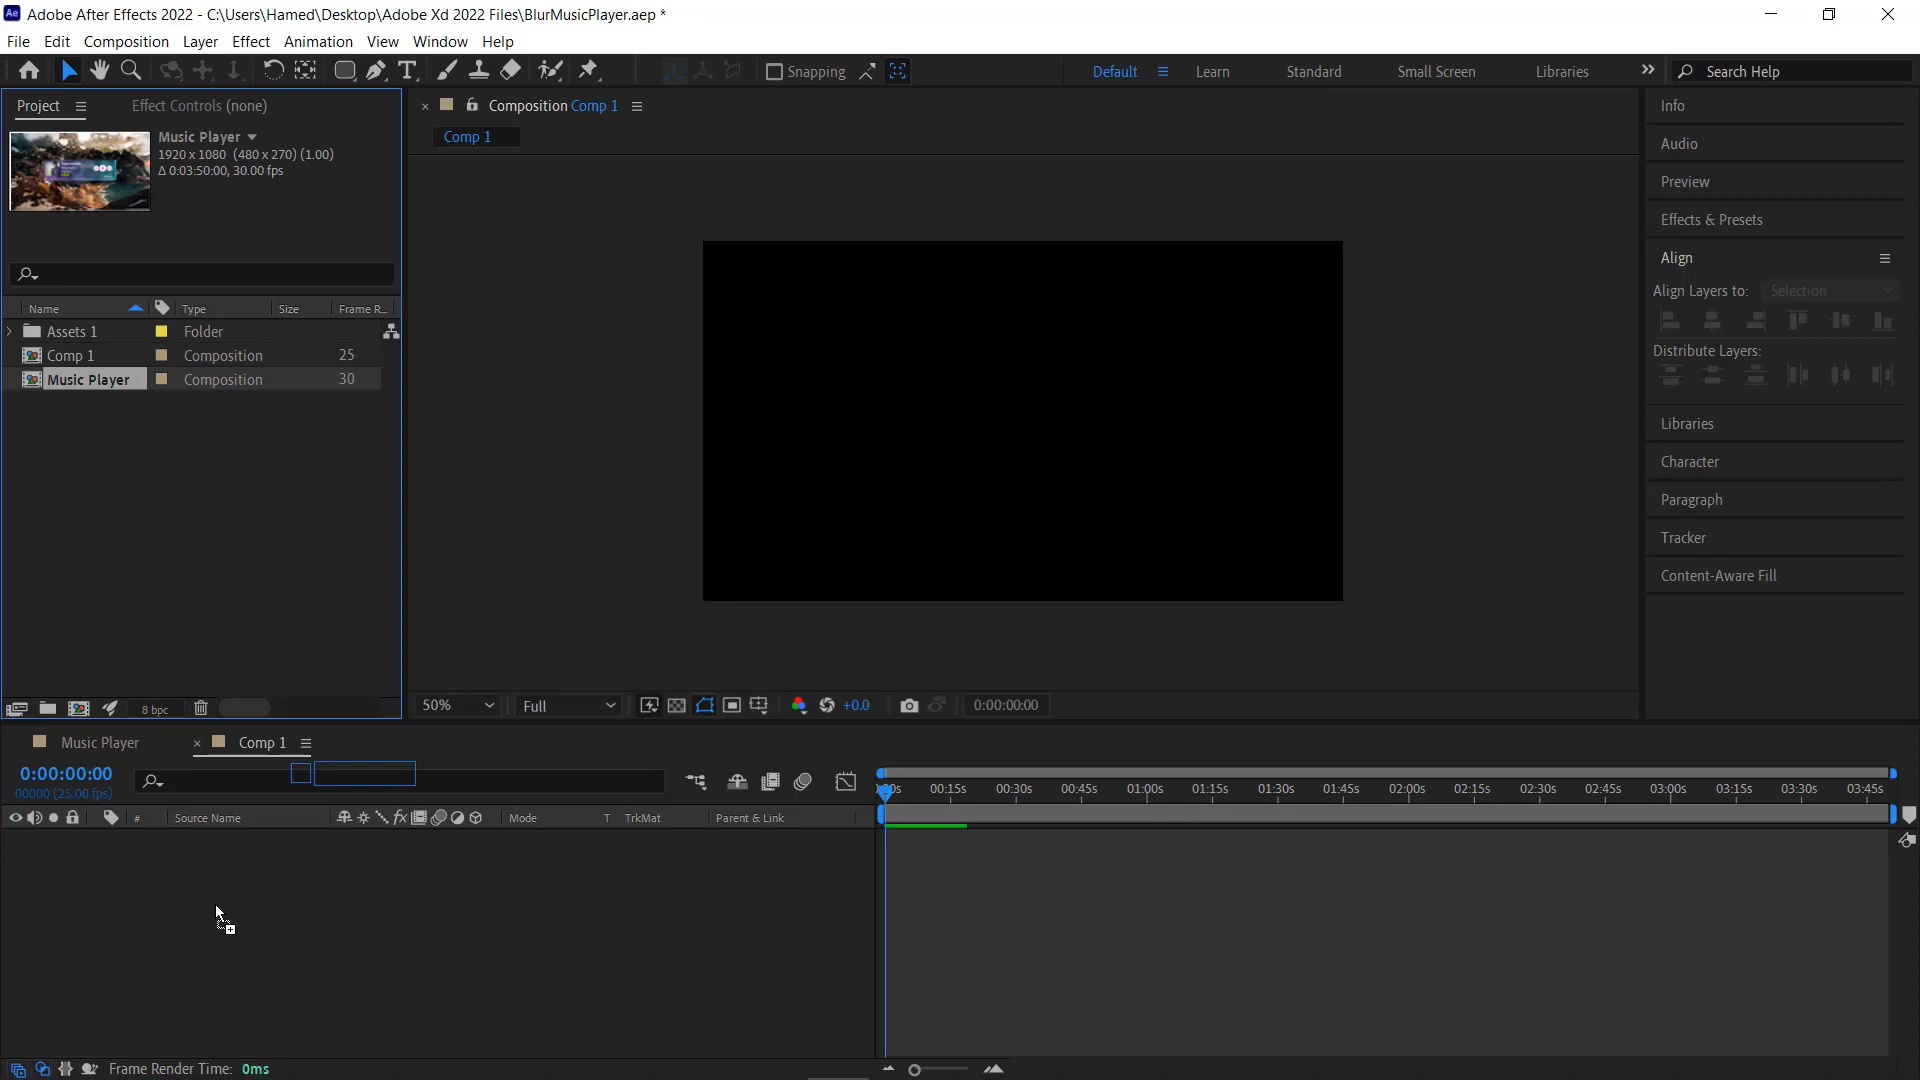 Adobe After Effects 2022 - C:\Users\Hamed\Desktop\Adobe Xd 2022 Files\BlurMusicPlayer.aep *
File Edit Composition Layer Effect Animation View Window Help
Snapping
Default Learn Standard Small Screen Libraries Search Help
Project Effect Controls (none)
Composition Comp 1
Comp 1
Music Player
1920 x 1080 (480 x 270) (1.00)
Δ 0:03:50:00, 30.00 fps
Name Type Size Frame R...
Assets 1 Folder
Comp 1 Composition 25
Music Player Composition 30
8 bpc
50% Full +0.0 0:00:00:00
Info
Audio
Preview
Effects & Presets
Align
Align Layers to: Selection
Distribute Layers:
Libraries
Character
Paragraph
Tracker
Content-Aware Fill
Music Player Comp 1
0:00:00:00
00000 (25.00 fps)
00s 00:15s 00:30s 00:45s 01:00s 01:15s 01:30s 01:45s 02:00s 02:15s 02:30s 02:45s 03:00s 03:15s 03:30s 03:45s
# Source Name fx Mode T TrkMat Parent & Link
Frame Render Time: 0ms